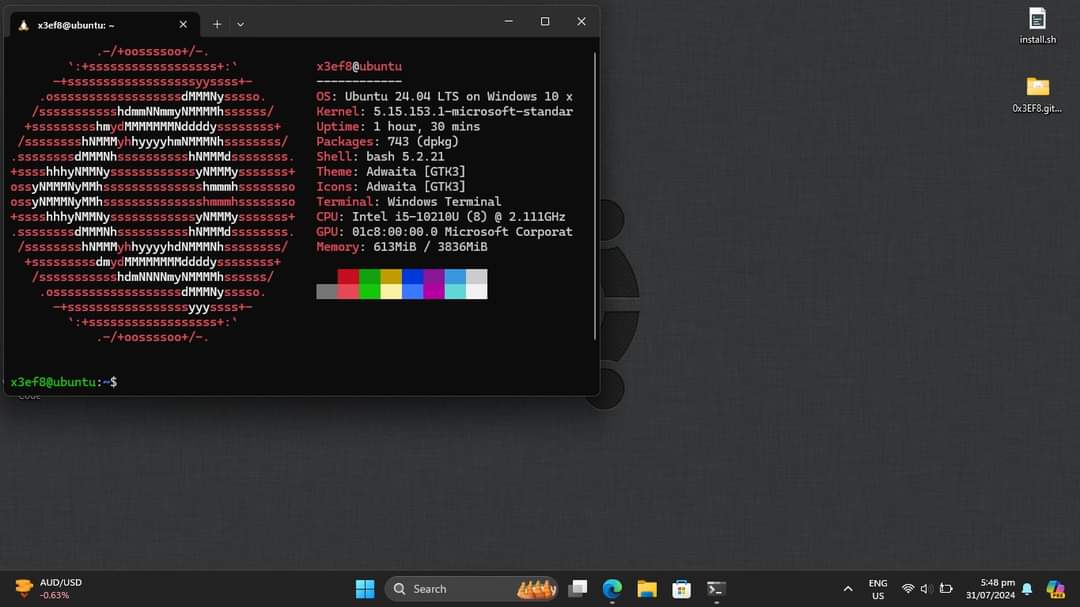 x3ef8@ubuntu: ~
.-/+oossssoo+/-.
`:+ssssssssssssssssss+:`
-+ssssssssssssssssssyyssss+-
.ossssssssssssssssssdMMMNysssso.
/ssssssssssshdmmNNmmyNMMMMhssssss/
+ssssssssshmydMMMMMMMNddddyssssssss+
/sssssssshNMMMyhhyyyyhmNMMMNhssssssss/
.ssssssssdMMMNhsssssssssshNMMMdssssssss.
+sssshhhyNMMNyssssssssssssyNMMMysssssss+
ossyNMMMNyMMhsssssssssssssshmmmhssssssso
ossyNMMMNyMMhsssssssssssssshmmmhssssssso
+sssshhhyNMMNyssssssssssssyNMMMysssssss+
.ssssssssdMMMNhsssssssssshNMMMdssssssss.
/sssssssshNMMMyhhyyyyhdNMMMNhssssssss/
+sssssssssdmydMMMMMMMMddddyssssssss+
/ssssssssssshdmNNNNmyNMMMMhssssss/
.ossssssssssssssssssdMMMNysssso.
-+sssssssssssssssssyyyssss+-
`:+ssssssssssssssssss+:`
.-/+oossssoo+/-.
x3ef8@ubuntu
------------
OS: Ubuntu 24.04 LTS on Windows 10 x
Kernel: 5.15.153.1-microsoft-standar
Uptime: 1 hour, 30 mins
Packages: 743 (dpkg)
Shell: bash 5.2.21
Theme: Adwaita [GTK3]
Icons: Adwaita [GTK3]
Terminal: Windows Terminal
CPU: Intel i5-10210U (8) @ 2.111GHz
GPU: 01c8:00:00.0 Microsoft Corporat
Memory: 613MiB / 3836MiB
x3ef8@ubuntu:~$
Code
install.sh
0x3EF8.git...
AUD/USD
-0.63%
Search
ENG
US
5:48 pm
31/07/2024